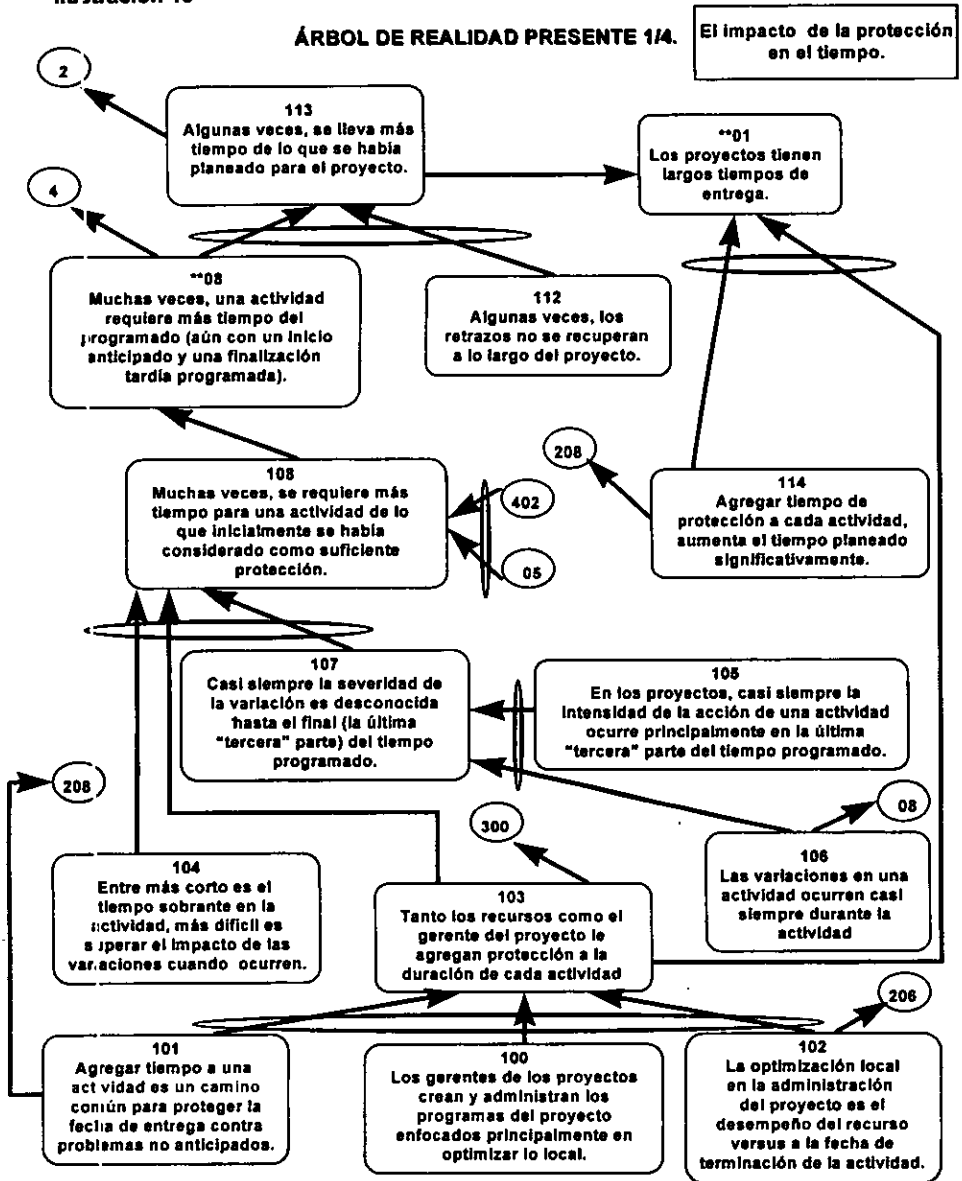 ÁRBOL DE REALIDAD PRESENTE 1/4.
El impacto de la protección
en el tiempo.
2
113
Algunas veces, se lleva más
tiempo de lo que se había
planeado para el proyecto.
**01
Los proyectos tienen
largos tiempos de
entrega.
4
**08
Muchas veces, una actividad
requiere más tiempo del
programado (aún con un inicio
anticipado y una finalización
tardía programada).
112
Algunas veces, los
retrazos no se recuperan
a lo largo del proyecto.
208
108
Muchas veces, se requiere más
tiempo para una actividad de lo
que inicialmente se había
considerado como suficiente
protección.
402
05
114
Agregar tiempo de
protección a cada actividad,
aumenta el tiempo planeado
significativamente.
107
Casi siempre la severidad de
la variación es desconocida
hasta el final (la última
"tercera" parte) del tiempo
programado.
105
En los proyectos, casi siempre la
intensidad de la acción de una actividad
ocurre principalmente en la última
"tercera" parte del tiempo programado.
208
300
08
104
Entre más corto es el
tiempo sobrante en la
actividad, más difícil es
superar el impacto de las
variaciones cuando ocurren.
103
Tanto los recursos como el
gerente del proyecto le
agregan protección a la
duración de cada actividad
106
Las variaciones en una
actividad ocurren casi
siempre durante la
actividad
206
101
Agregar tiempo a una
actividad es un camino
común para proteger la
fecha de entrega contra
problemas no anticipados.
100
Los gerentes de los proyectos
crean y administran los
programas del proyecto
enfocados principalmente en
optimizar lo local.
102
La optimización local
en la administración
del proyecto es el
desempeño del recurso
versus a la fecha de
terminación de la actividad.